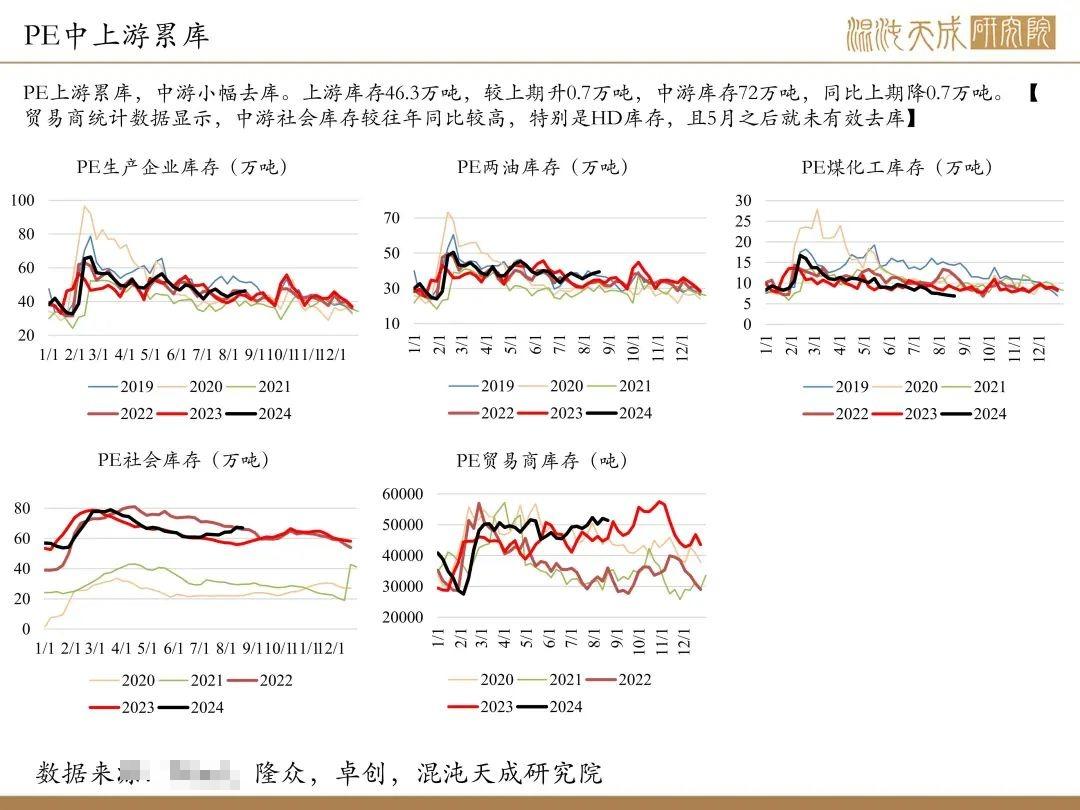 PE中上游累库
混沌天成研究院
PE上游累库，中游小幅去库。上游库存46.3万吨，较上期升0.7万吨，中游库存72万吨，同比上期降0.7万吨。【
贸易商统计数据显示，中游社会库存较往年同比较高，特别是HD库存，且5月之后就未有效去库】
PE生产企业库存（万吨）
100
80
60
40
20
1/1 2/1 3/1 4/1 5/1 6/1 7/1 8/1 9/1 10/1 11/1 12/1
2019 2020 2021
2022 2023 2024
PE两油库存（万吨）
70
50
30
10
1/1 2/1 3/1 4/1 5/1 6/1 7/1 8/1 9/1 10/1 11/1 12/1
2019 2020 2021
2022 2023 2024
PE煤化工库存（万吨）
30
25
20
15
10
5
0
1/1 2/1 3/1 4/1 5/1 6/1 7/1 8/1 9/1 10/1 11/1 12/1
2019 2020 2021
2022 2023 2024
PE社会库存（万吨）
80
60
40
20
0
1/1 2/1 3/1 4/1 5/1 6/1 7/1 8/1 9/1 10/1 11/1 12/1
2020 2021 2022
2023 2024
PE贸易商库存（吨）
60000
50000
40000
30000
20000
1/1 2/1 3/1 4/1 5/1 6/1 7/1 8/1 9/1 10/1 11/1 12/1
2020 2021 2022
2023 2024
数据来源： 隆众，卓创，混沌天成研究院